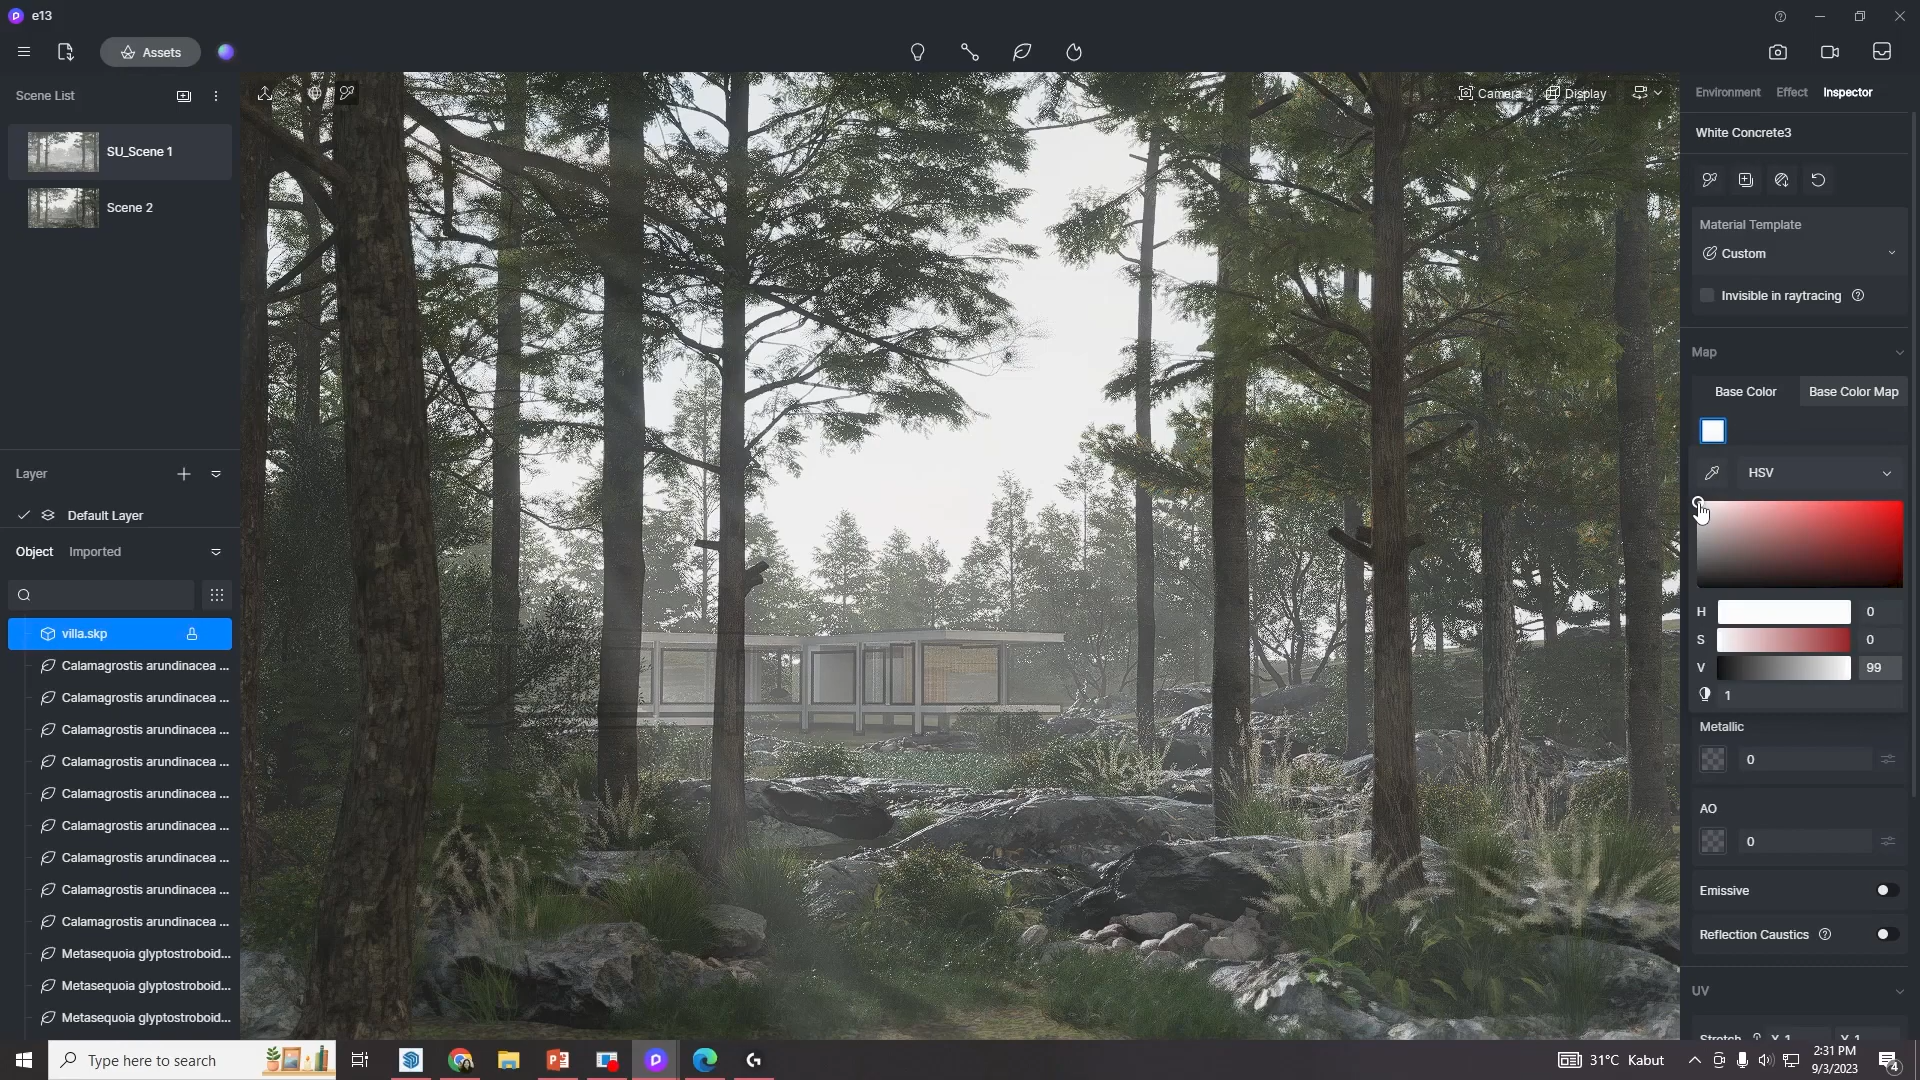 e13
Assets
Scene List
SU_Scene 1
Scene 2
Layer
Default Layer
Object Imported
villa.skp
Calamagrostis arundinacea ...
Calamagrostis arundinacea ...
Calamagrostis arundinacea ...
Calamagrostis arundinacea ...
Calamagrostis arundinacea ...
Calamagrostis arundinacea ...
Calamagrostis arundinacea ...
Calamagrostis arundinacea ...
Calamagrostis arundinacea ...
Metasequoia glyptostroboid...
Metasequoia glyptostroboid...
Metasequoia glyptostroboid...
Camera Display
Environment Effect Inspector
White Concrete3
Material Template
Custom
Invisible in raytracing
Map
Base Color Base Color Map
HSV
H 0
S 0
V 99
1
Metallic
0
AO
0
Emissive
Reflection Caustics
UV
Stretch X 1 Y 1
Type here to search
31°C Kabut
2:31 PM
9/3/2023
4